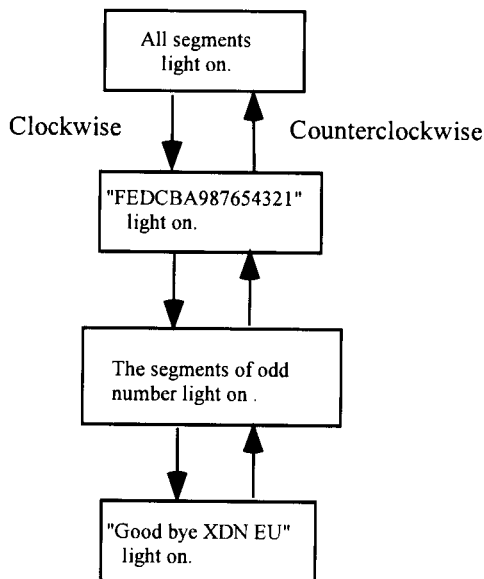 All segments
light on.
Clockwise
Counterclockwise
"FEDCBA987654321"
light on.
The segments of odd
number light on .
"Good bye XDN EU"
light on.